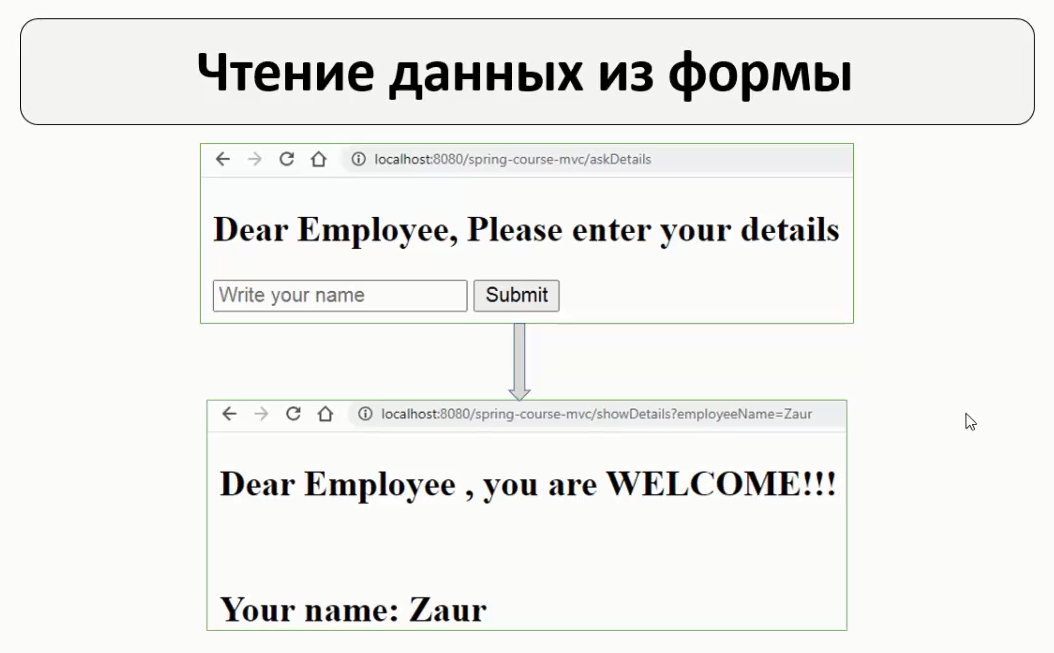 Чтение данных из формы
localhost:8080/spring-course-mvc/askDetails
Dear Employee, Please enter your details
Write your name Submit
localhost:8080/spring-course-mvc/showDetails?employeeName=Zaur
Dear Employee , you are WELCOME!!!
Your name: Zaur